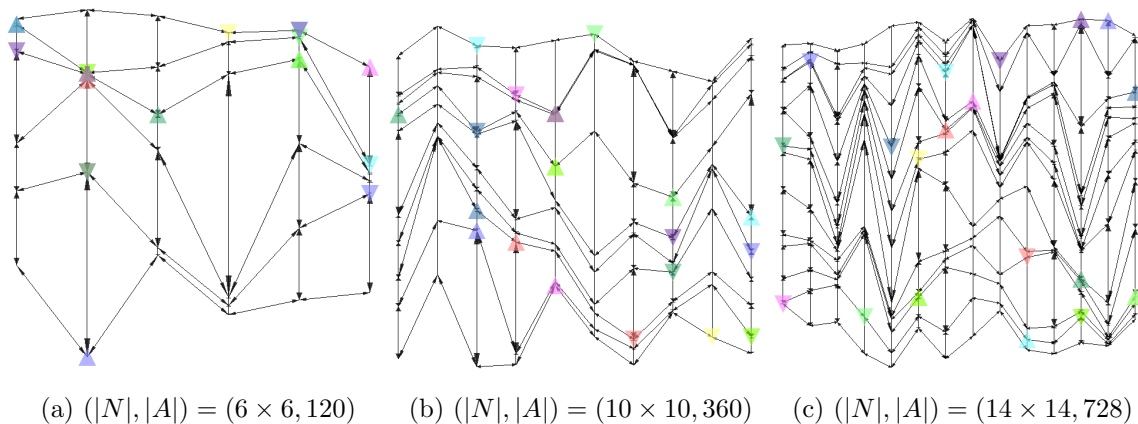 (a) (|N|, |A|) = (6 × 6, 120) (b) (|N|, |A|) = (10 × 10, 360) (c) (|N|, |A|) = (14 × 14, 728)